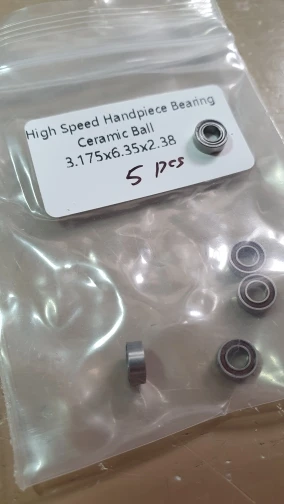 High Speed Handpiece Bearing
Ceramic Ball
3.175x6.35x2.38
5 pcs